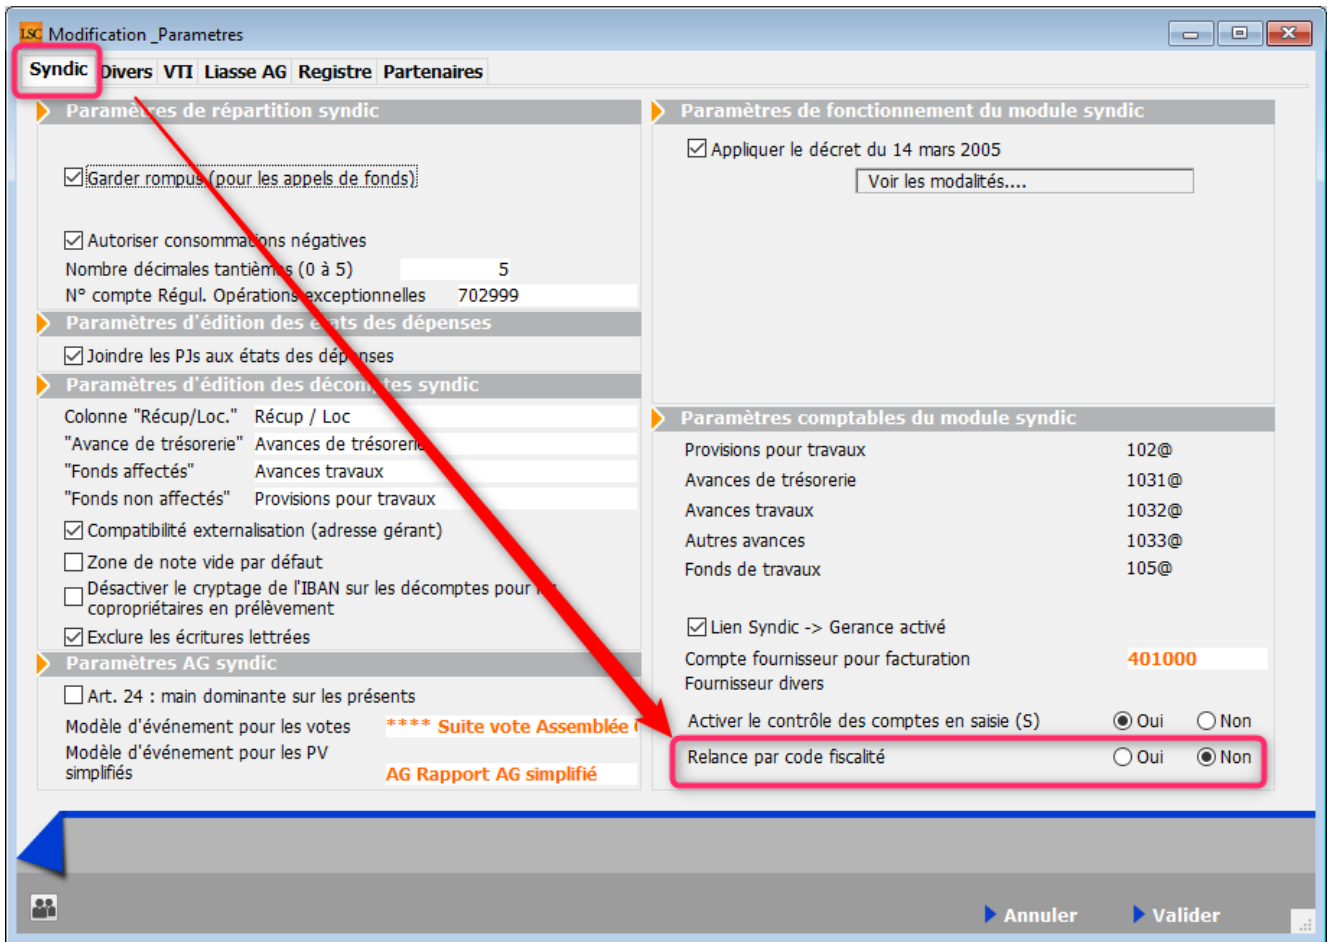 LSC Modification _Parametres
Syndic Divers VTI Liasse AG Registre Partenaires
Paramètres de répartition syndic
Garder rompus (pour les appels de fonds)
Autoriser consommations négatives
Nombre décimales tantièmes (0 à 5) 5
N° compte Régul. Opérations exceptionnelles 702999
Paramètres d'édition des états des dépenses
Joindre les PJs aux états des dépenses
Paramètres d'édition des décomptes syndic
Colonne "Récup/Loc." Récup / Loc
"Avance de trésorerie" Avances de trésorerie
"Fonds affectés" Avances travaux
"Fonds non affectés" Provisions pour travaux
Compatibilité externalisation (adresse gérant)
Zone de note vide par défaut
Désactiver le cryptage de l'IBAN sur les décomptes pour les
copropriétaires en prélèvement
Exclure les écritures lettrées
Paramètres AG syndic
Art. 24 : main dominante sur les présents
Modèle d'événement pour les votes **** Suite vote Assemblée
Modèle d'événement pour les PV
simplifiés
AG Rapport AG simplifié
Paramètres de fonctionnement du module syndic
Appliquer le décret du 14 mars 2005
Voir les modalités....
Paramètres comptables du module syndic
Provisions pour travaux 102@
Avances de trésorerie 1031@
Avances travaux 1032@
Autres avances 1033@
Fonds de travaux 105@
Lien Syndic -> Gerance activé
Compte fournisseur pour facturation 401000
Fournisseur divers
Activer le contrôle des comptes en saisie (S) Oui Non
Relance par code fiscalité Oui Non
Annuler Valider